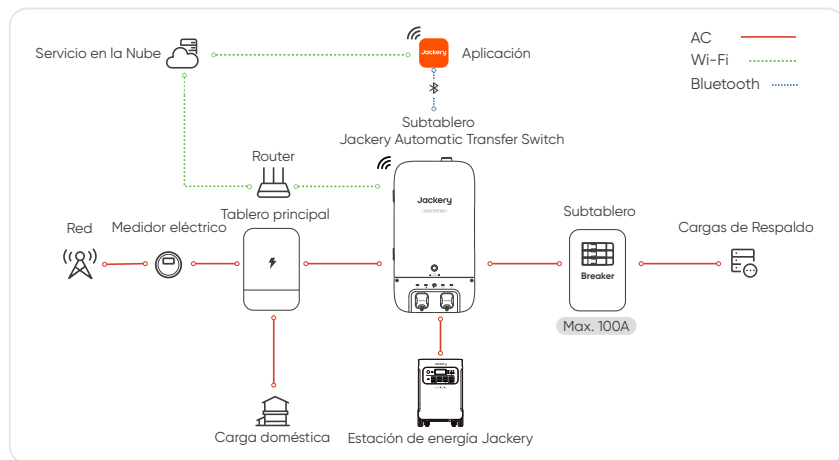 Servicio en la Nube
Jackery
Aplicación
AC
Wi-Fi
Bluetooth
Subtablero
Jackery Automatic Transfer Switch
Router
Jackery
Red
Medidor eléctrico
Tablero principal
Subtablero
Cargas de Respaldo
Breaker
Max. 100A
Jackery
Carga doméstica
Estación de energía Jackery